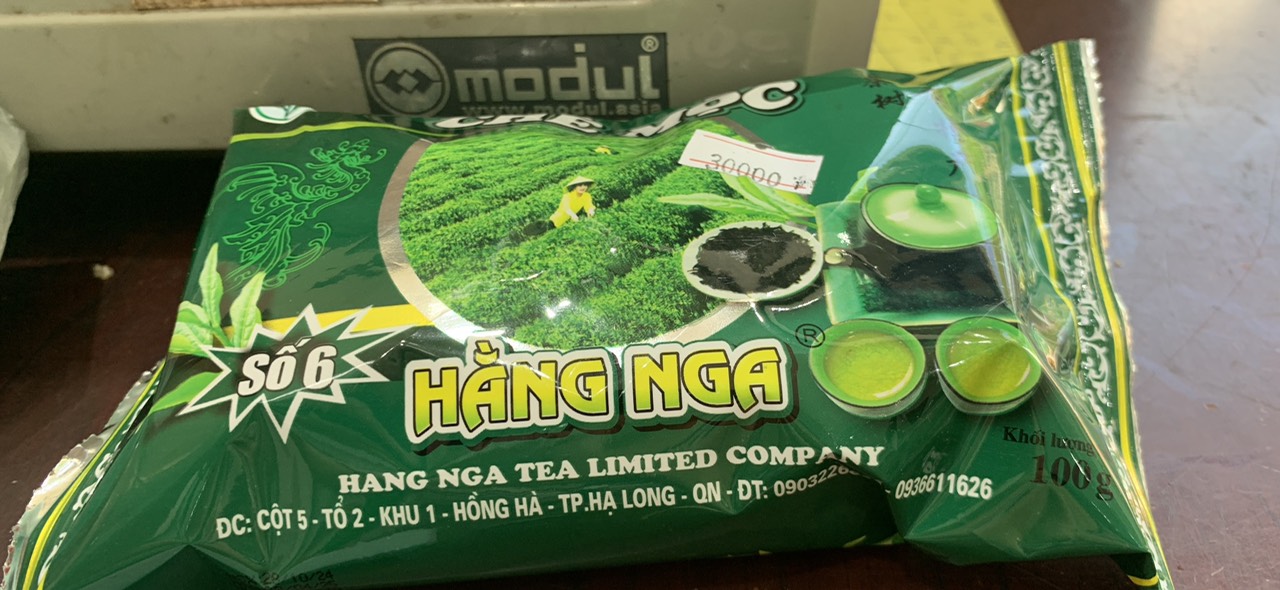 modul®
www.modul.asia
CHÈ MỘC
30000
SỐ 6
HẰNG NGA ®
HANG NGA TEA LIMITED COMPANY
ĐC: CỘT 5 - TỔ 2 - KHU 1 - HỒNG HÀ - TP.HẠ LONG - QN - ĐT: - 0936611626
Khối lượng
100g